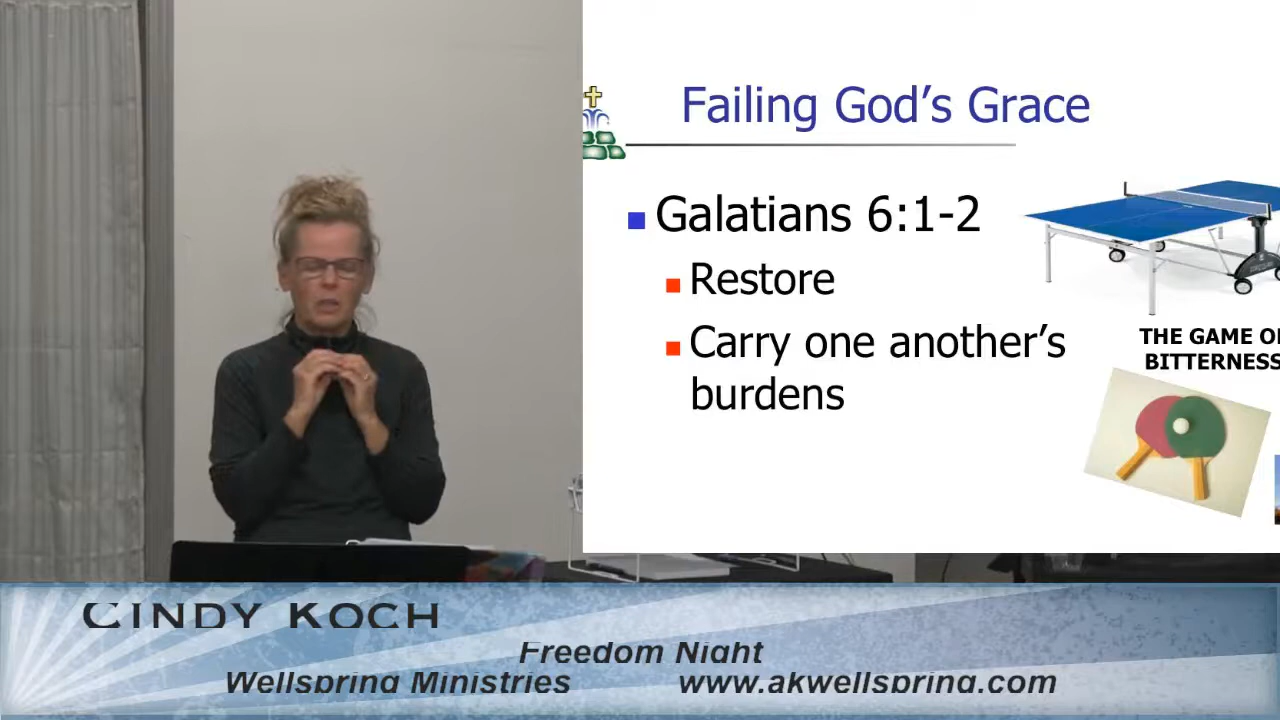 Failing God's Grace
Galatians 6:1-2
Restore
Carry one another's
burdens
THE GAME OF
BITTERNESS
CINDY KOCH
Freedom Night
Wellspring Ministries www.akwellspring.com